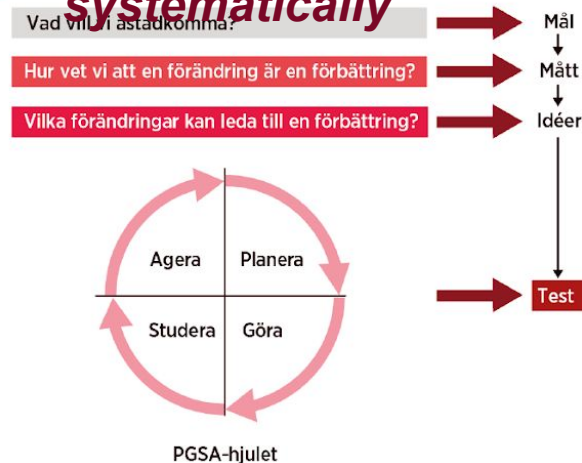 systematically
Vad vill vi åstadkomma?
Mål
Hur vet vi att en förändring är en förbättring?
Mått
Vilka förändringar kan leda till en förbättring?
Idéer
Agera
Planera
Test
Studera
Göra
PGSA-hjulet